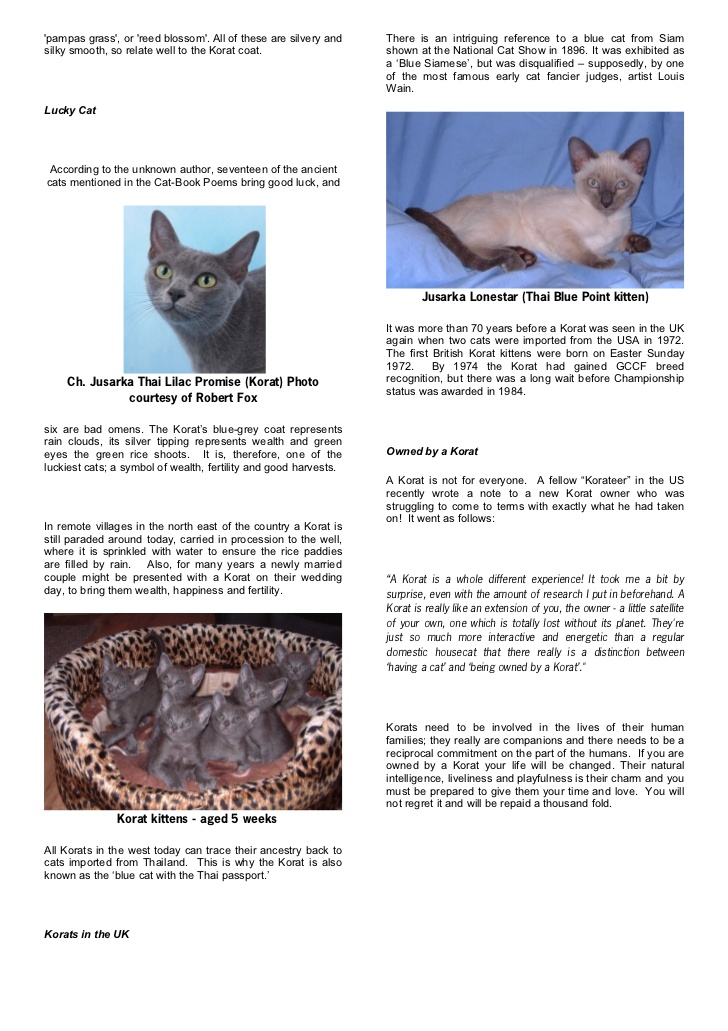 'pampas grass', or 'reed blossom'. All of these are silvery and
silky smooth, so relate well to the Korat coat.
Lucky Cat
According to the unknown author, seventeen of the ancient
cats mentioned in the Cat-Book Poems bring good luck, and
Ch. Jusarka Thai Lilac Promise (Korat) Photo
courtesy of Robert Fox
six are bad omens. The Korat's blue-grey coat represents
rain clouds, its silver tipping represents wealth and green
eyes the green rice shoots. It is, therefore, one of the
luckiest cats; a symbol of wealth, fertility and good harvests.
In remote villages in the north east of the country a Korat is
still paraded around today, carried in procession to the well,
where it is sprinkled with water to ensure the rice paddies
are filled by rain. Also, for many years a newly married
couple might be presented with a Korat on their wedding
day, to bring them wealth, happiness and fertility.
Korat kittens - aged 5 weeks
All Korats in the west today can trace their ancestry back to
cats imported from Thailand. This is why the Korat is also
known as the 'blue cat with the Thai passport.'
Korats in the UK
There is an intriguing reference to a blue cat from Siam
shown at the National Cat Show in 1896. It was exhibited as
a 'Blue Siamese', but was disqualified – supposedly, by one
of the most famous early cat fancier judges, artist Louis
Wain.
Jusarka Lonestar (Thai Blue Point kitten)
It was more than 70 years before a Korat was seen in the UK
again when two cats were imported from the USA in 1972.
The first British Korat kittens were born on Easter Sunday
1972. By 1974 the Korat had gained GCCF breed
recognition, but there was a long wait before Championship
status was awarded in 1984.
Owned by a Korat
A Korat is not for everyone. A fellow “Korateer” in the US
recently wrote a note to a new Korat owner who was
struggling to come to terms with exactly what he had taken
on! It went as follows:
“A Korat is a whole different experience! It took me a bit by
surprise, even with the amount of research I put in beforehand. A
Korat is really like an extension of you, the owner - a little satellite
of your own, one which is totally lost without its planet. They're
just so much more interactive and energetic than a regular
domestic housecat that there really is a distinction between
'having a cat' and 'being owned by a Korat'."
Korats need to be involved in the lives of their human
families; they really are companions and there needs to be a
reciprocal commitment on the part of the humans. If you are
owned by a Korat your life will be changed. Their natural
intelligence, liveliness and playfulness is their charm and you
must be prepared to give them your time and love. You will
not regret it and will be repaid a thousand fold.